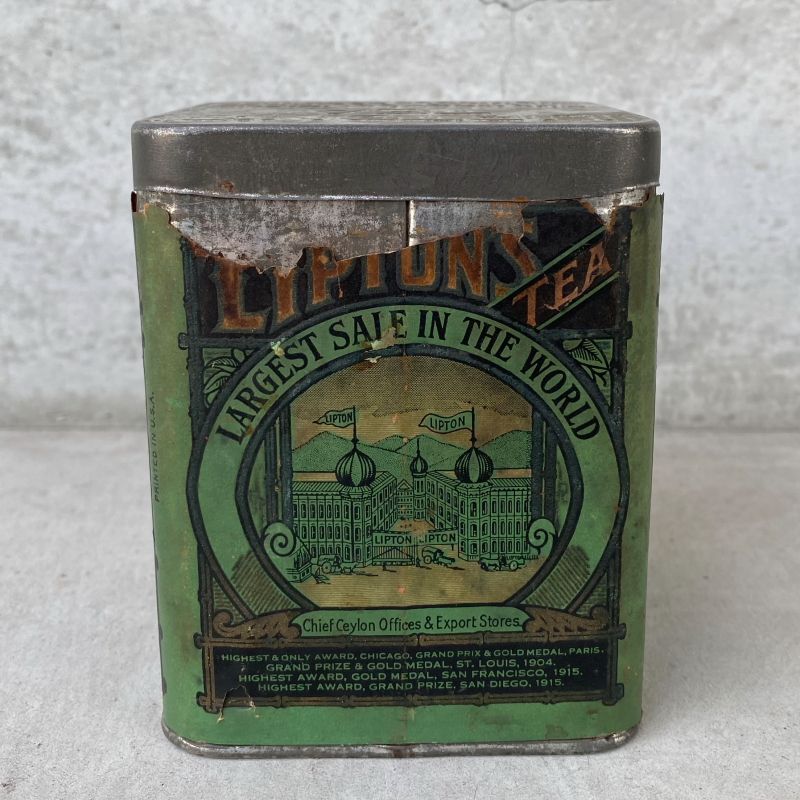 LIPTON'S
TEA
LARGEST SALE IN THE WORLD
LIPTON
LIPTON
LIPTON LIPTON
Chief Ceylon Offices & Export Stores
HIGHEST & ONLY AWARD, CHICAGO, GRAND PRIX & GOLD MEDAL, PARIS.
GRAND PRIZE & GOLD MEDAL, ST. LOUIS, 1904.
HIGHEST AWARD, GOLD MEDAL, SAN FRANCISCO, 1915.
HIGHEST AWARD, GRAND PRIZE, SAN DIEGO, 1915.
PRINTED IN U.S.A.